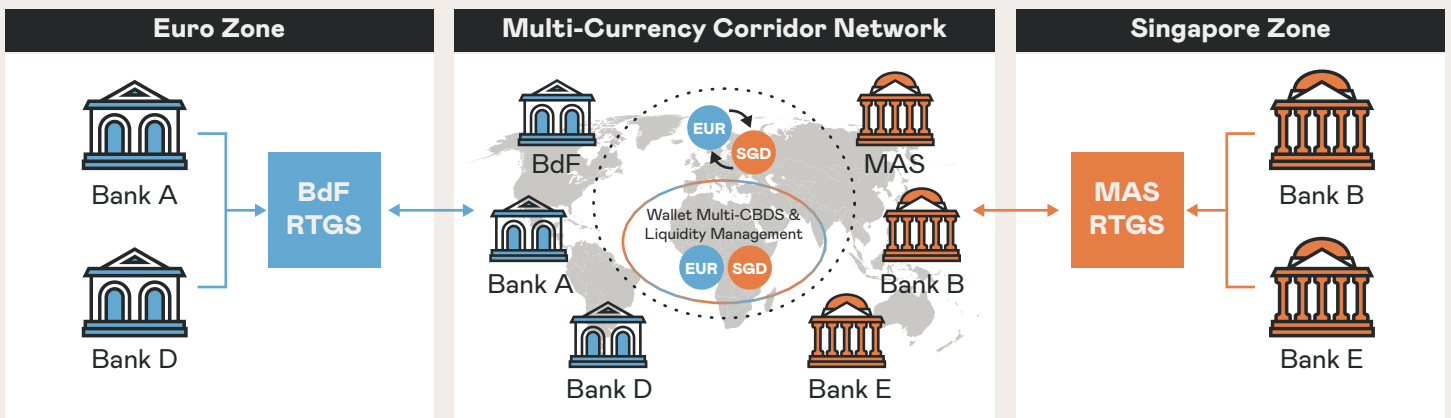 Euro Zone
Bank A
Bank D
BdF
RTGS
Multi-Currency Corridor Network
BdF
EUR
SGD
MAS
Wallet Multi-CBDS &
Liquidity Management
EUR
SGD
Bank A
Bank B
Bank D
Bank E
Singapore Zone
MAS
RTGS
Bank B
Bank E